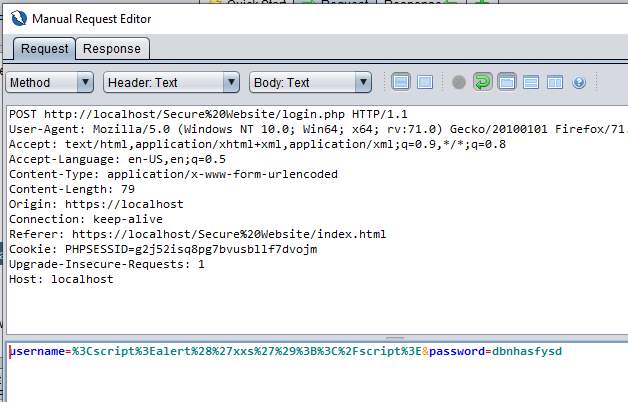 Manual Request Editor
Request Response
Method Header: Text Body: Text
POST http://localhost/Secure%20Website/login.php HTTP/1.1
User-Agent: Mozilla/5.0 (Windows NT 10.0; Win64; x64; rv:71.0) Gecko/20100101 Firefox/71.
Accept: text/html,application/xhtml+xml,application/xml;q=0.9,*/*;q=0.8
Accept-Language: en-US,en;q=0.5
Content-Type: application/x-www-form-urlencoded
Content-Length: 79
Origin: https://localhost
Connection: keep-alive
Referer: https://localhost/Secure%20Website/index.html
Cookie: PHPSESSID=g2j52isq8pg7bvusbllf7dvojm
Upgrade-Insecure-Requests: 1
Host: localhost
username=%3Cscript%3Ealert%28%27xxs%27%29%3B%3C%2Fscript%3E&password=dbnhasfysd